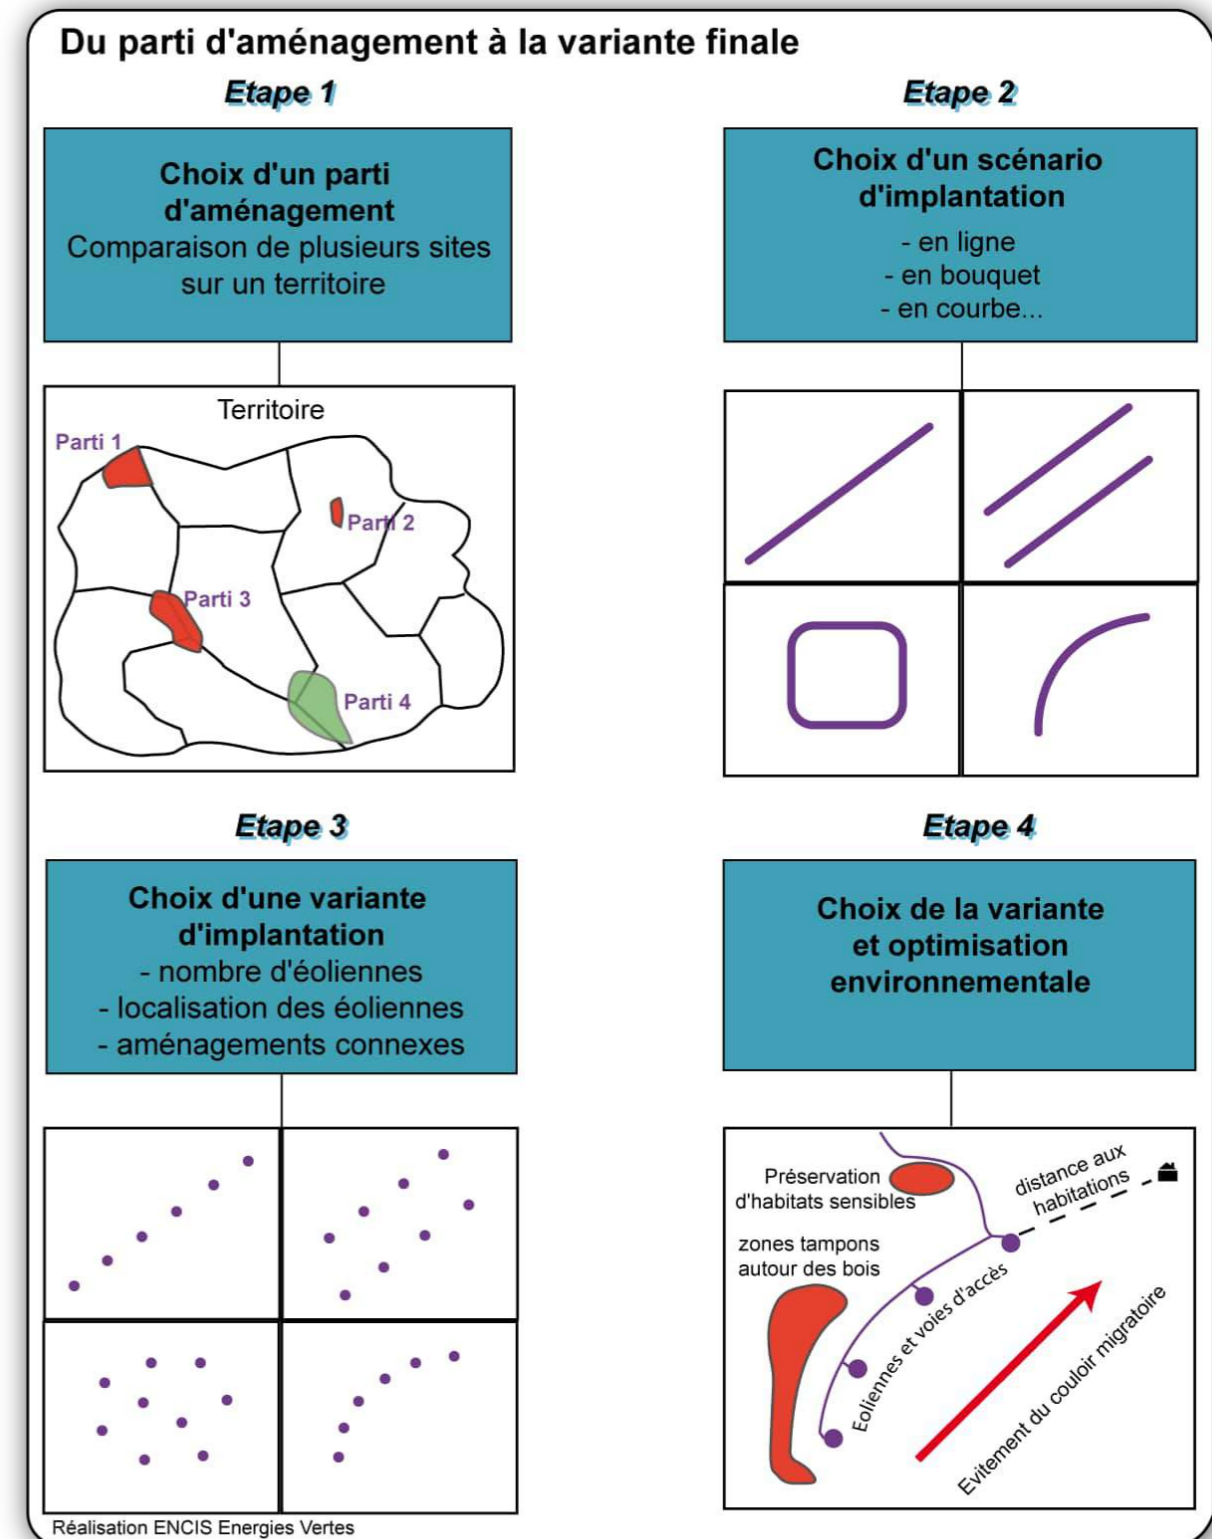 Du parti d'aménagement à la variante finale
Etape 1
Choix d'un parti
d'aménagement
Comparaison de plusieurs sites
sur un territoire
Territoire
Parti 1
Parti 2
Parti 3
Parti 4
Etape 2
Choix d'un scénario
d'implantation
- en ligne
- en bouquet
- en courbe...
Etape 3
Choix d'une variante
d'implantation
- nombre d'éoliennes
- localisation des éoliennes
- aménagements connexes
Etape 4
Choix de la variante
et optimisation
environnementale
Préservation
d'habitats sensibles
distance aux
habitations
zones tampons
autour des bois
Eoliennes et voies d'accès
Evitement du couloir migratoire
Réalisation ENCIS Energies Vertes